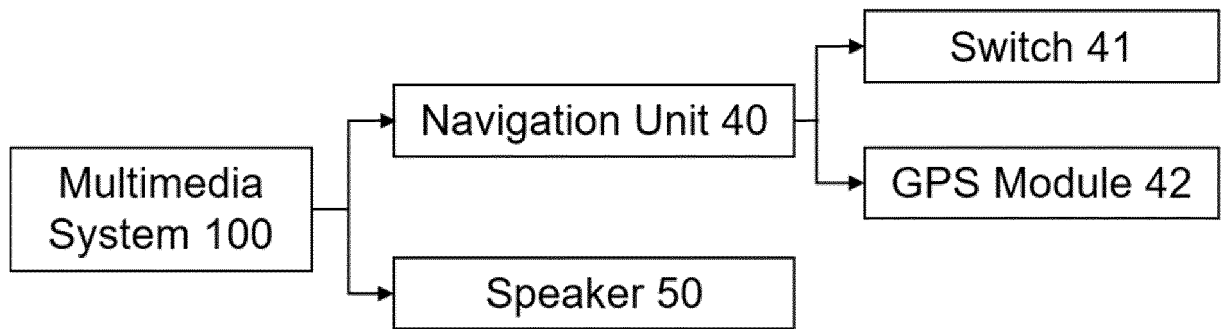 Multimedia
System 100
Navigation Unit 40
Speaker 50
Switch 41
GPS Module 42